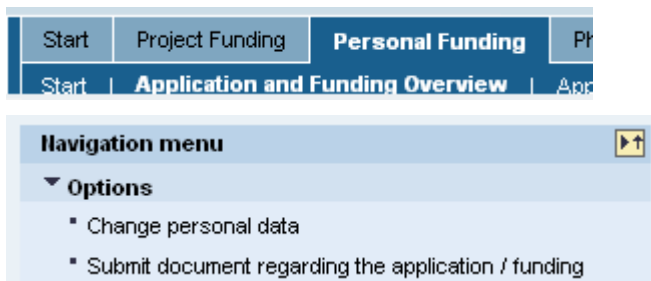 Start Project Funding Personal Funding
Start | Application and Funding Overview |
Navigation menu
Options
Change personal data
Submit document regarding the application / funding